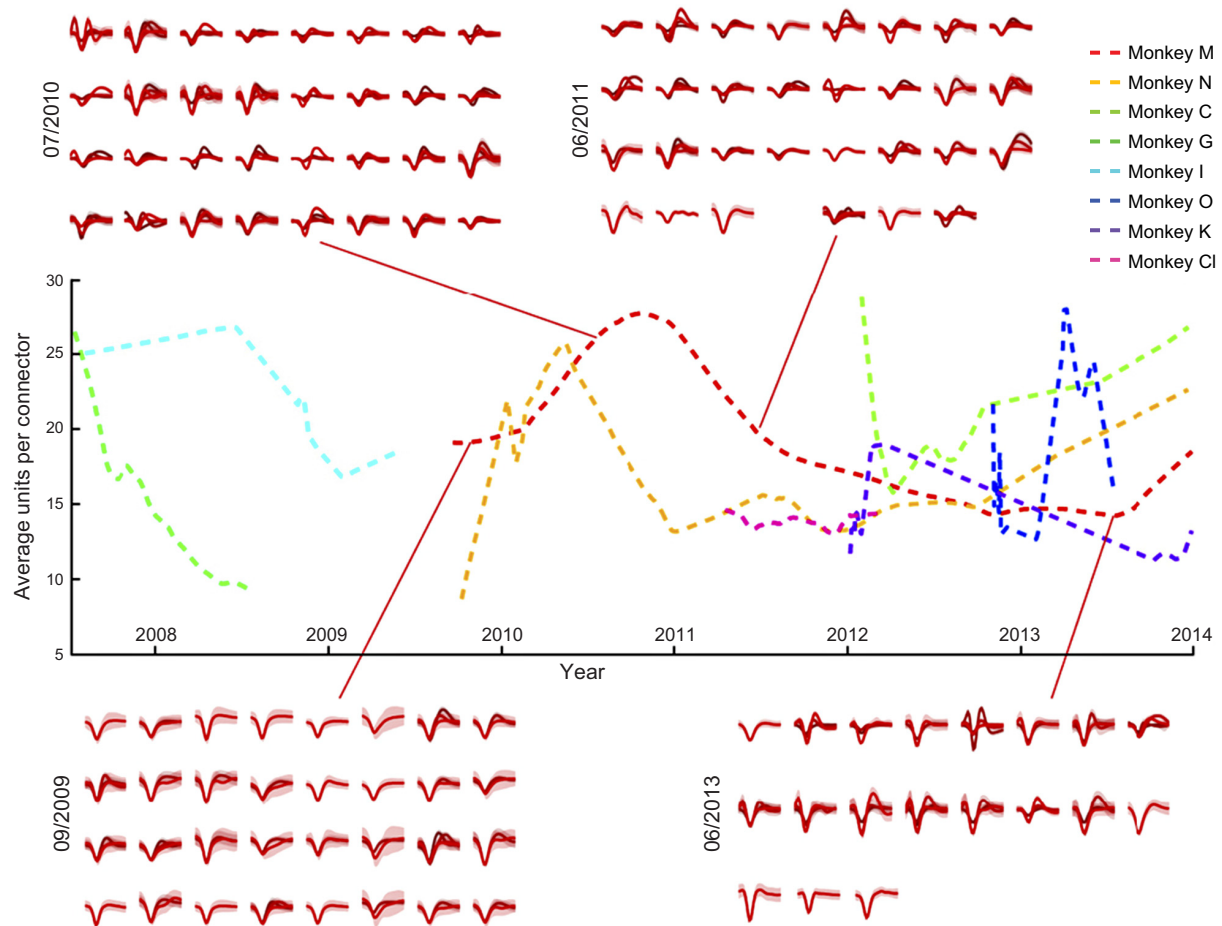 07/2010
06/2011
Monkey M
Monkey N
Monkey C
Monkey G
Monkey I
Monkey O
Monkey K
Monkey CI
Average units per connector
30
25
20
15
10
5
2008 2009 2010 2011 2012 2013 2014
Year
09/2009
06/2013